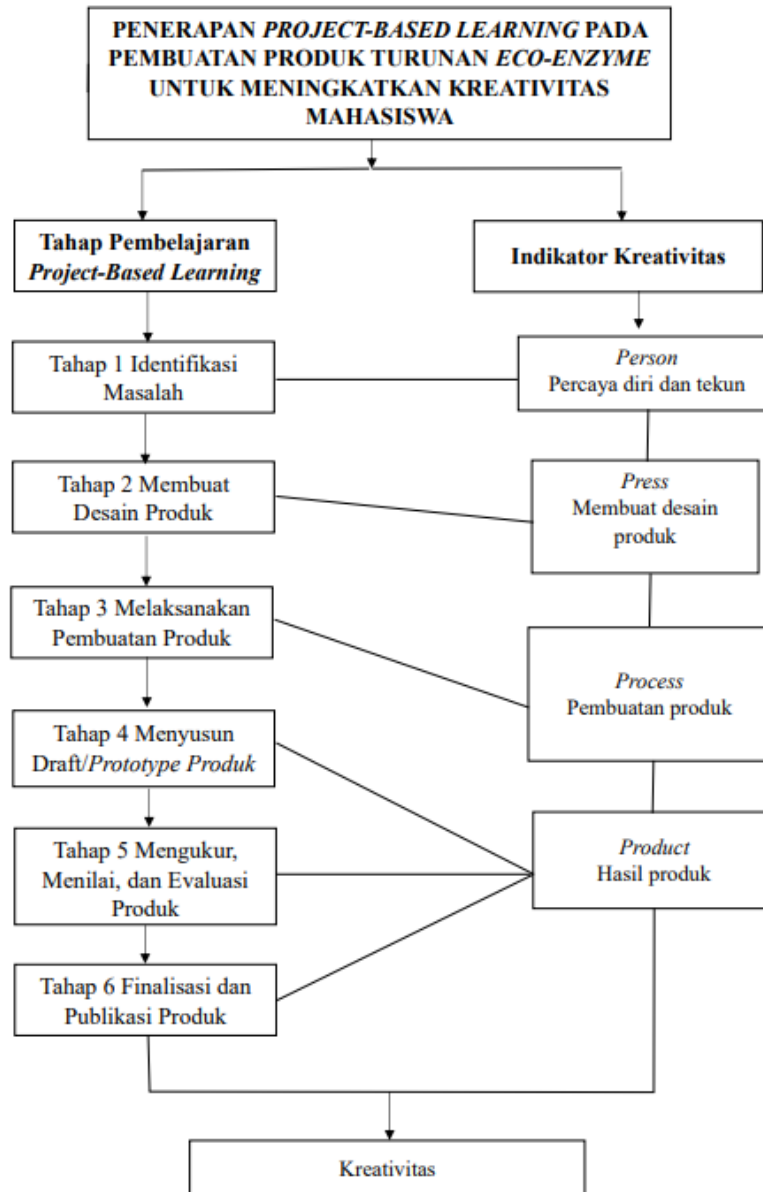 PENERAPAN PROJECT-BASED LEARNING PADA
PEMBUATAN PRODUK TURUNAN ECO-ENZYME
UNTUK MENINGKATKAN KREATIVITAS
MAHASISWA
Tahap Pembelajaran
Project-Based Learning
Indikator Kreativitas
Tahap 1 Identifikasi
Masalah
Person
Percaya diri dan tekun
Tahap 2 Membuat
Desain Produk
Press
Membuat desain
produk
Tahap 3 Melaksanakan
Pembuatan Produk
Process
Pembuatan produk
Tahap 4 Menyusun
Draft/Prototype Produk
Tahap 5 Mengukur,
Menilai, dan Evaluasi
Produk
Product
Hasil produk
Tahap 6 Finalisasi dan
Publikasi Produk
Kreativitas